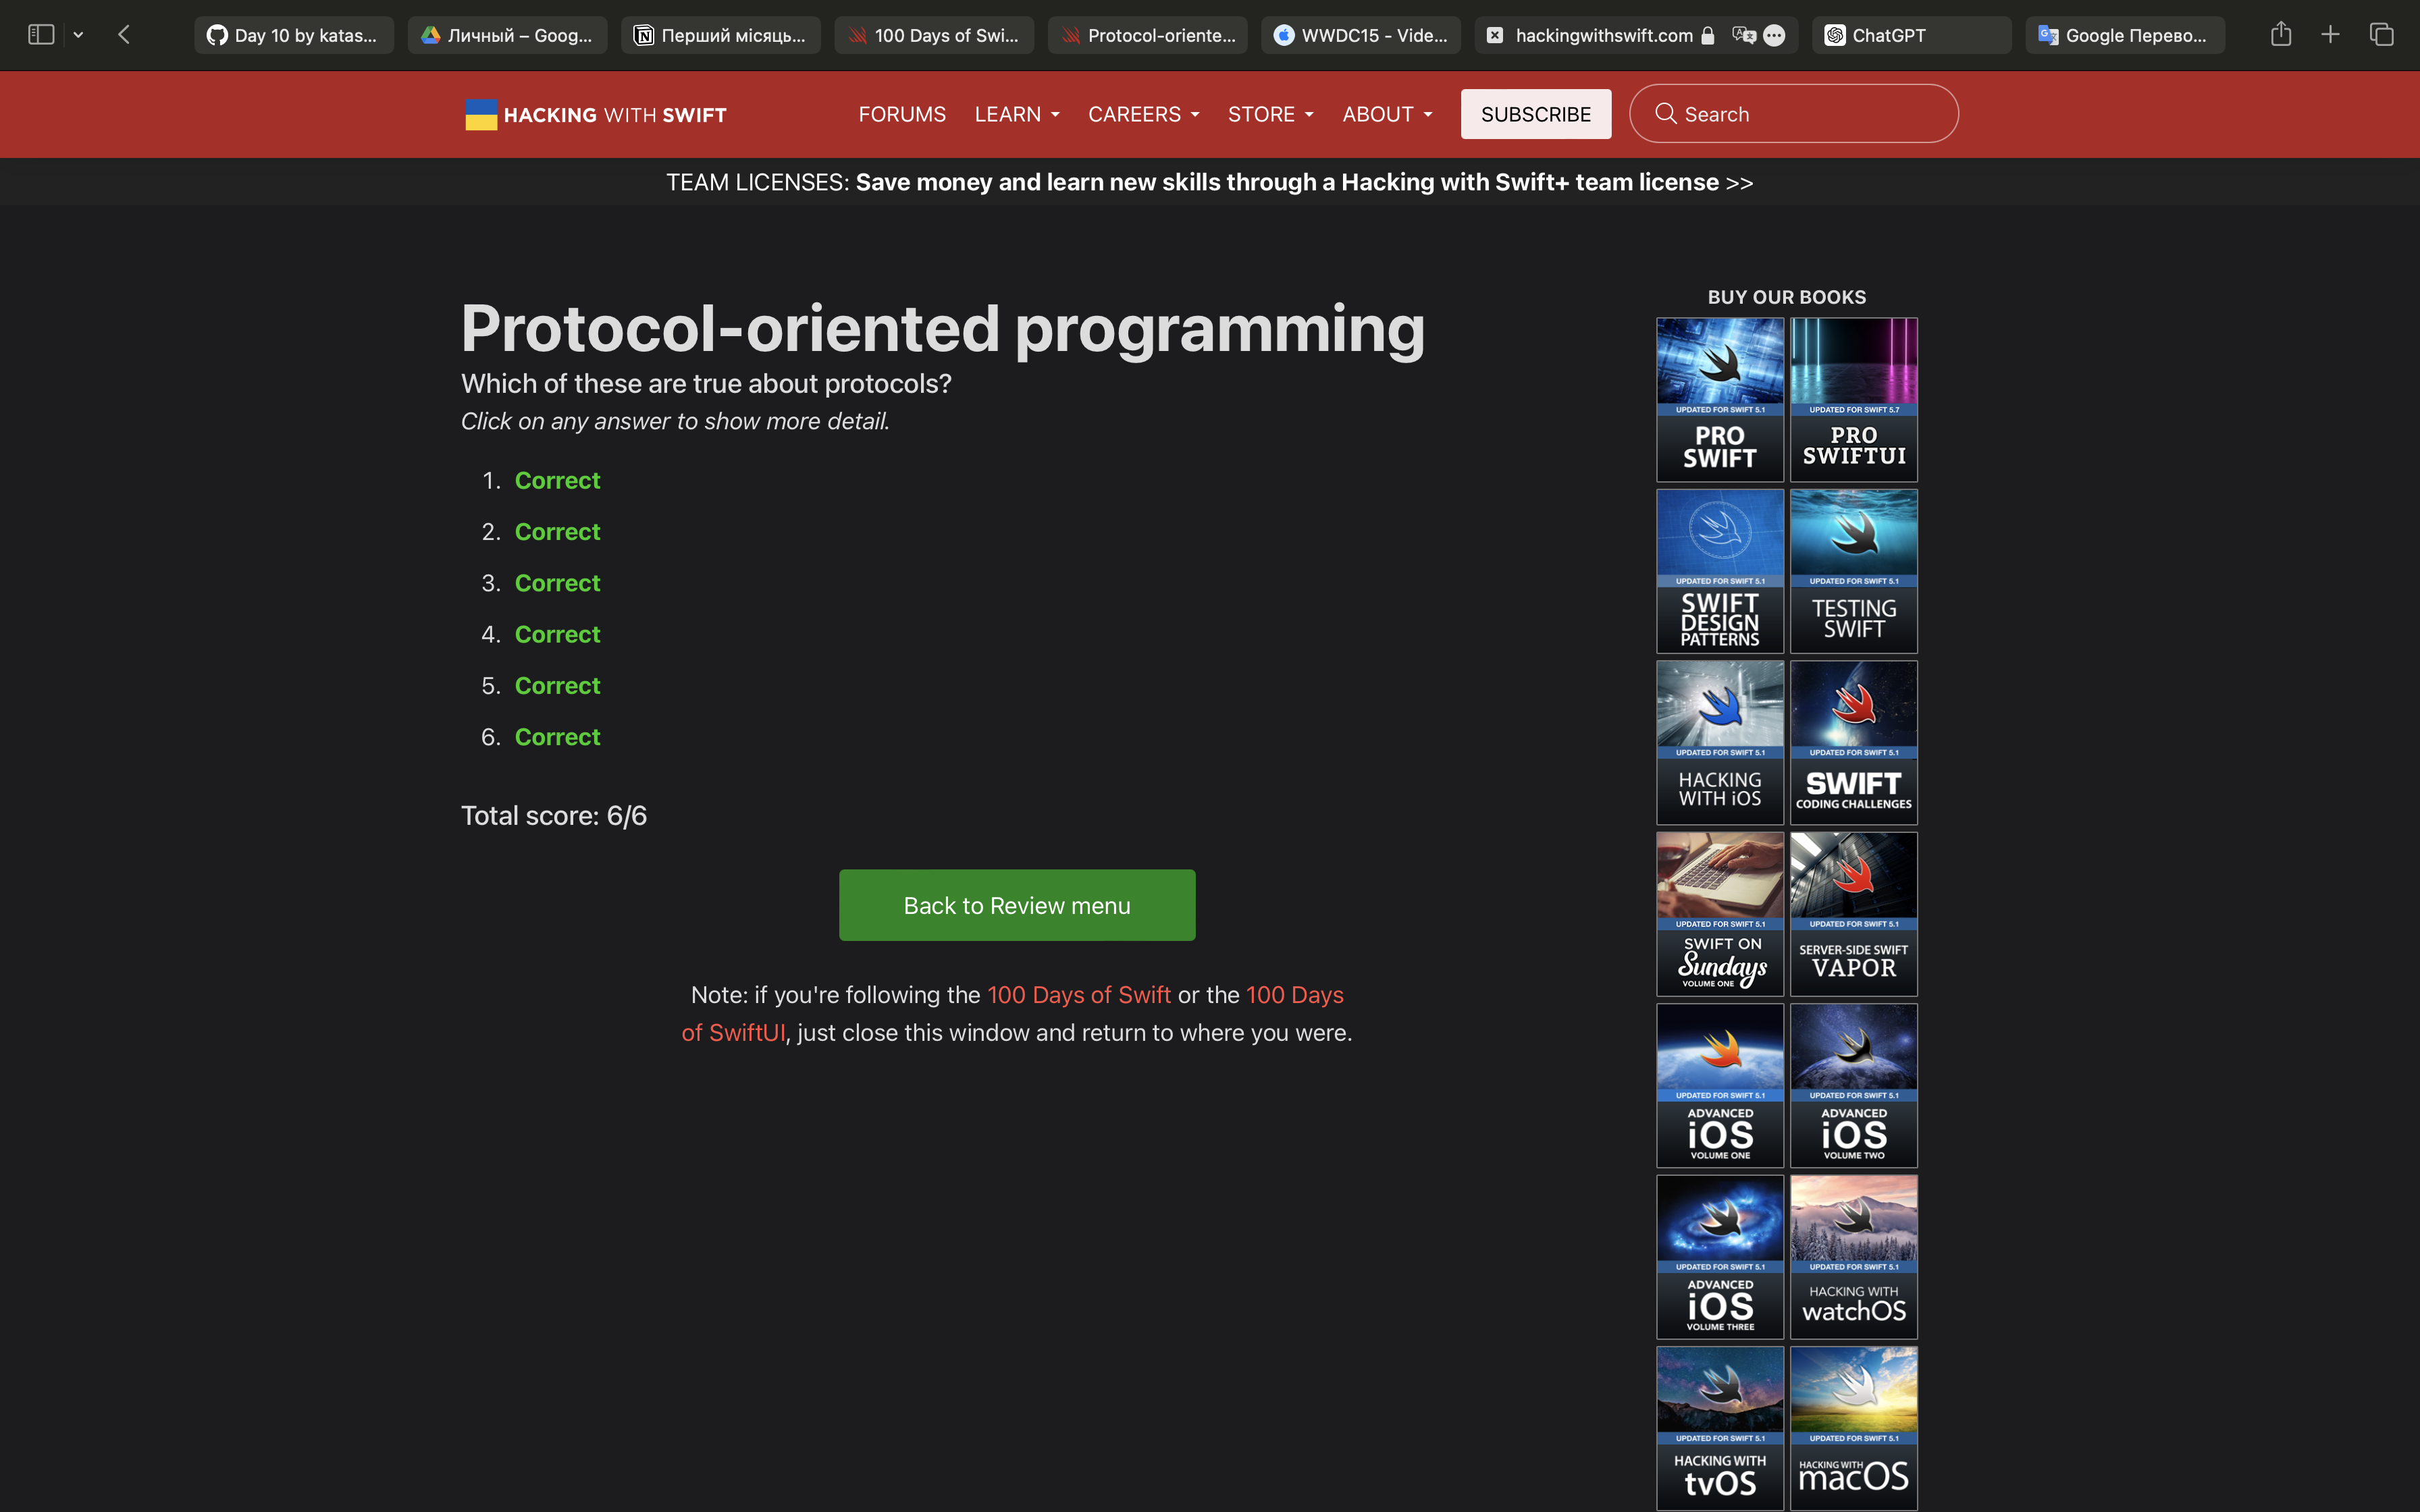 Day 10 by katas...
Личный – Goog...
Перший місяць...
100 Days of Swi...
Protocol-oriente...
WWDC15 - Vide...
hackingwithswift.com
ChatGPT
Google Перево...
HACKING WITH SWIFT
FORUMS
LEARN
CAREERS
STORE
ABOUT
SUBSCRIBE
Search
TEAM LICENSES: Save money and learn new skills through a Hacking with Swift+ team license >>
Protocol-oriented programming
Which of these are true about protocols?
Click on any answer to show more detail.
1. Correct
2. Correct
3. Correct
4. Correct
5. Correct
6. Correct
Total score: 6/6
Back to Review menu
Note: if you're following the 100 Days of Swift or the 100 Days
of SwiftUI, just close this window and return to where you were.
BUY OUR BOOKS
UPDATED FOR SWIFT 5.1
PRO
SWIFT
UPDATED FOR SWIFT 5.7
PRO
SWIFTUI
UPDATED FOR SWIFT 5.1
SWIFT
DESIGN
PATTERNS
UPDATED FOR SWIFT 5.1
TESTING
SWIFT
UPDATED FOR SWIFT 5.1
HACKING
WITH iOS
UPDATED FOR SWIFT 5.1
SWIFT
CODING CHALLENGES
UPDATED FOR SWIFT 5.1
SWIFT ON
Sundays
VOLUME ONE
UPDATED FOR SWIFT 5.1
SERVER-SIDE SWIFT
VAPOR
UPDATED FOR SWIFT 5.1
ADVANCED
iOS
VOLUME ONE
UPDATED FOR SWIFT 5.1
ADVANCED
iOS
VOLUME TWO
UPDATED FOR SWIFT 5.1
ADVANCED
iOS
VOLUME THREE
UPDATED FOR SWIFT 5.1
HACKING WITH
watchOS
UPDATED FOR SWIFT 5.1
HACKING WITH
tvOS
UPDATED FOR SWIFT 5.1
HACKING WITH
macOS